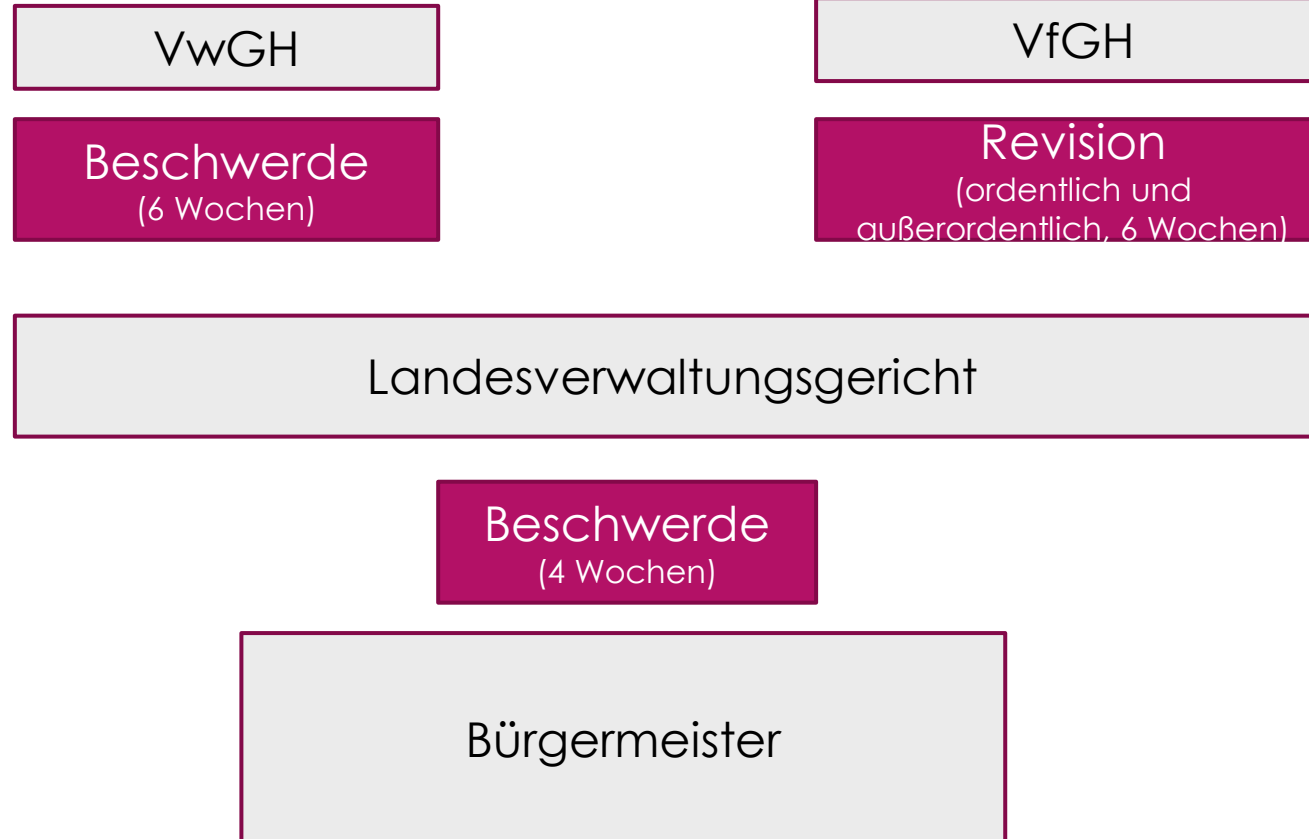 VwGH
VfGH
Beschwerde
(6 Wochen)
Revision
(ordentlich und
außerordentlich, 6 Wochen)
Landesverwaltungsgericht
Beschwerde
(4 Wochen)
Bürgermeister